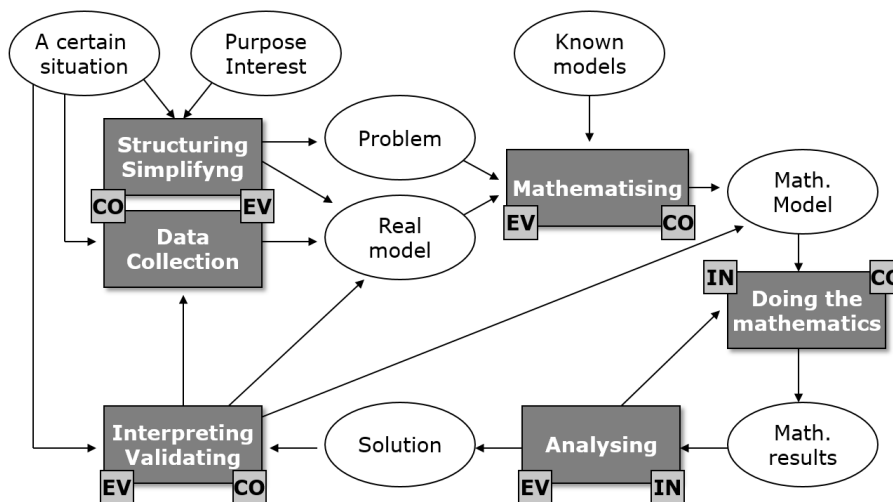 A certain
situation
Purpose
Interest
Known
models
Structuring
Simplifyng
CO
EV
Data
Collection
Problem
Real
model
Mathematising
EV
CO
Math.
Model
IN
CO
Doing the
mathematics
Interpreting
Validating
EV
CO
Solution
Analysing
EV
IN
Math.
results